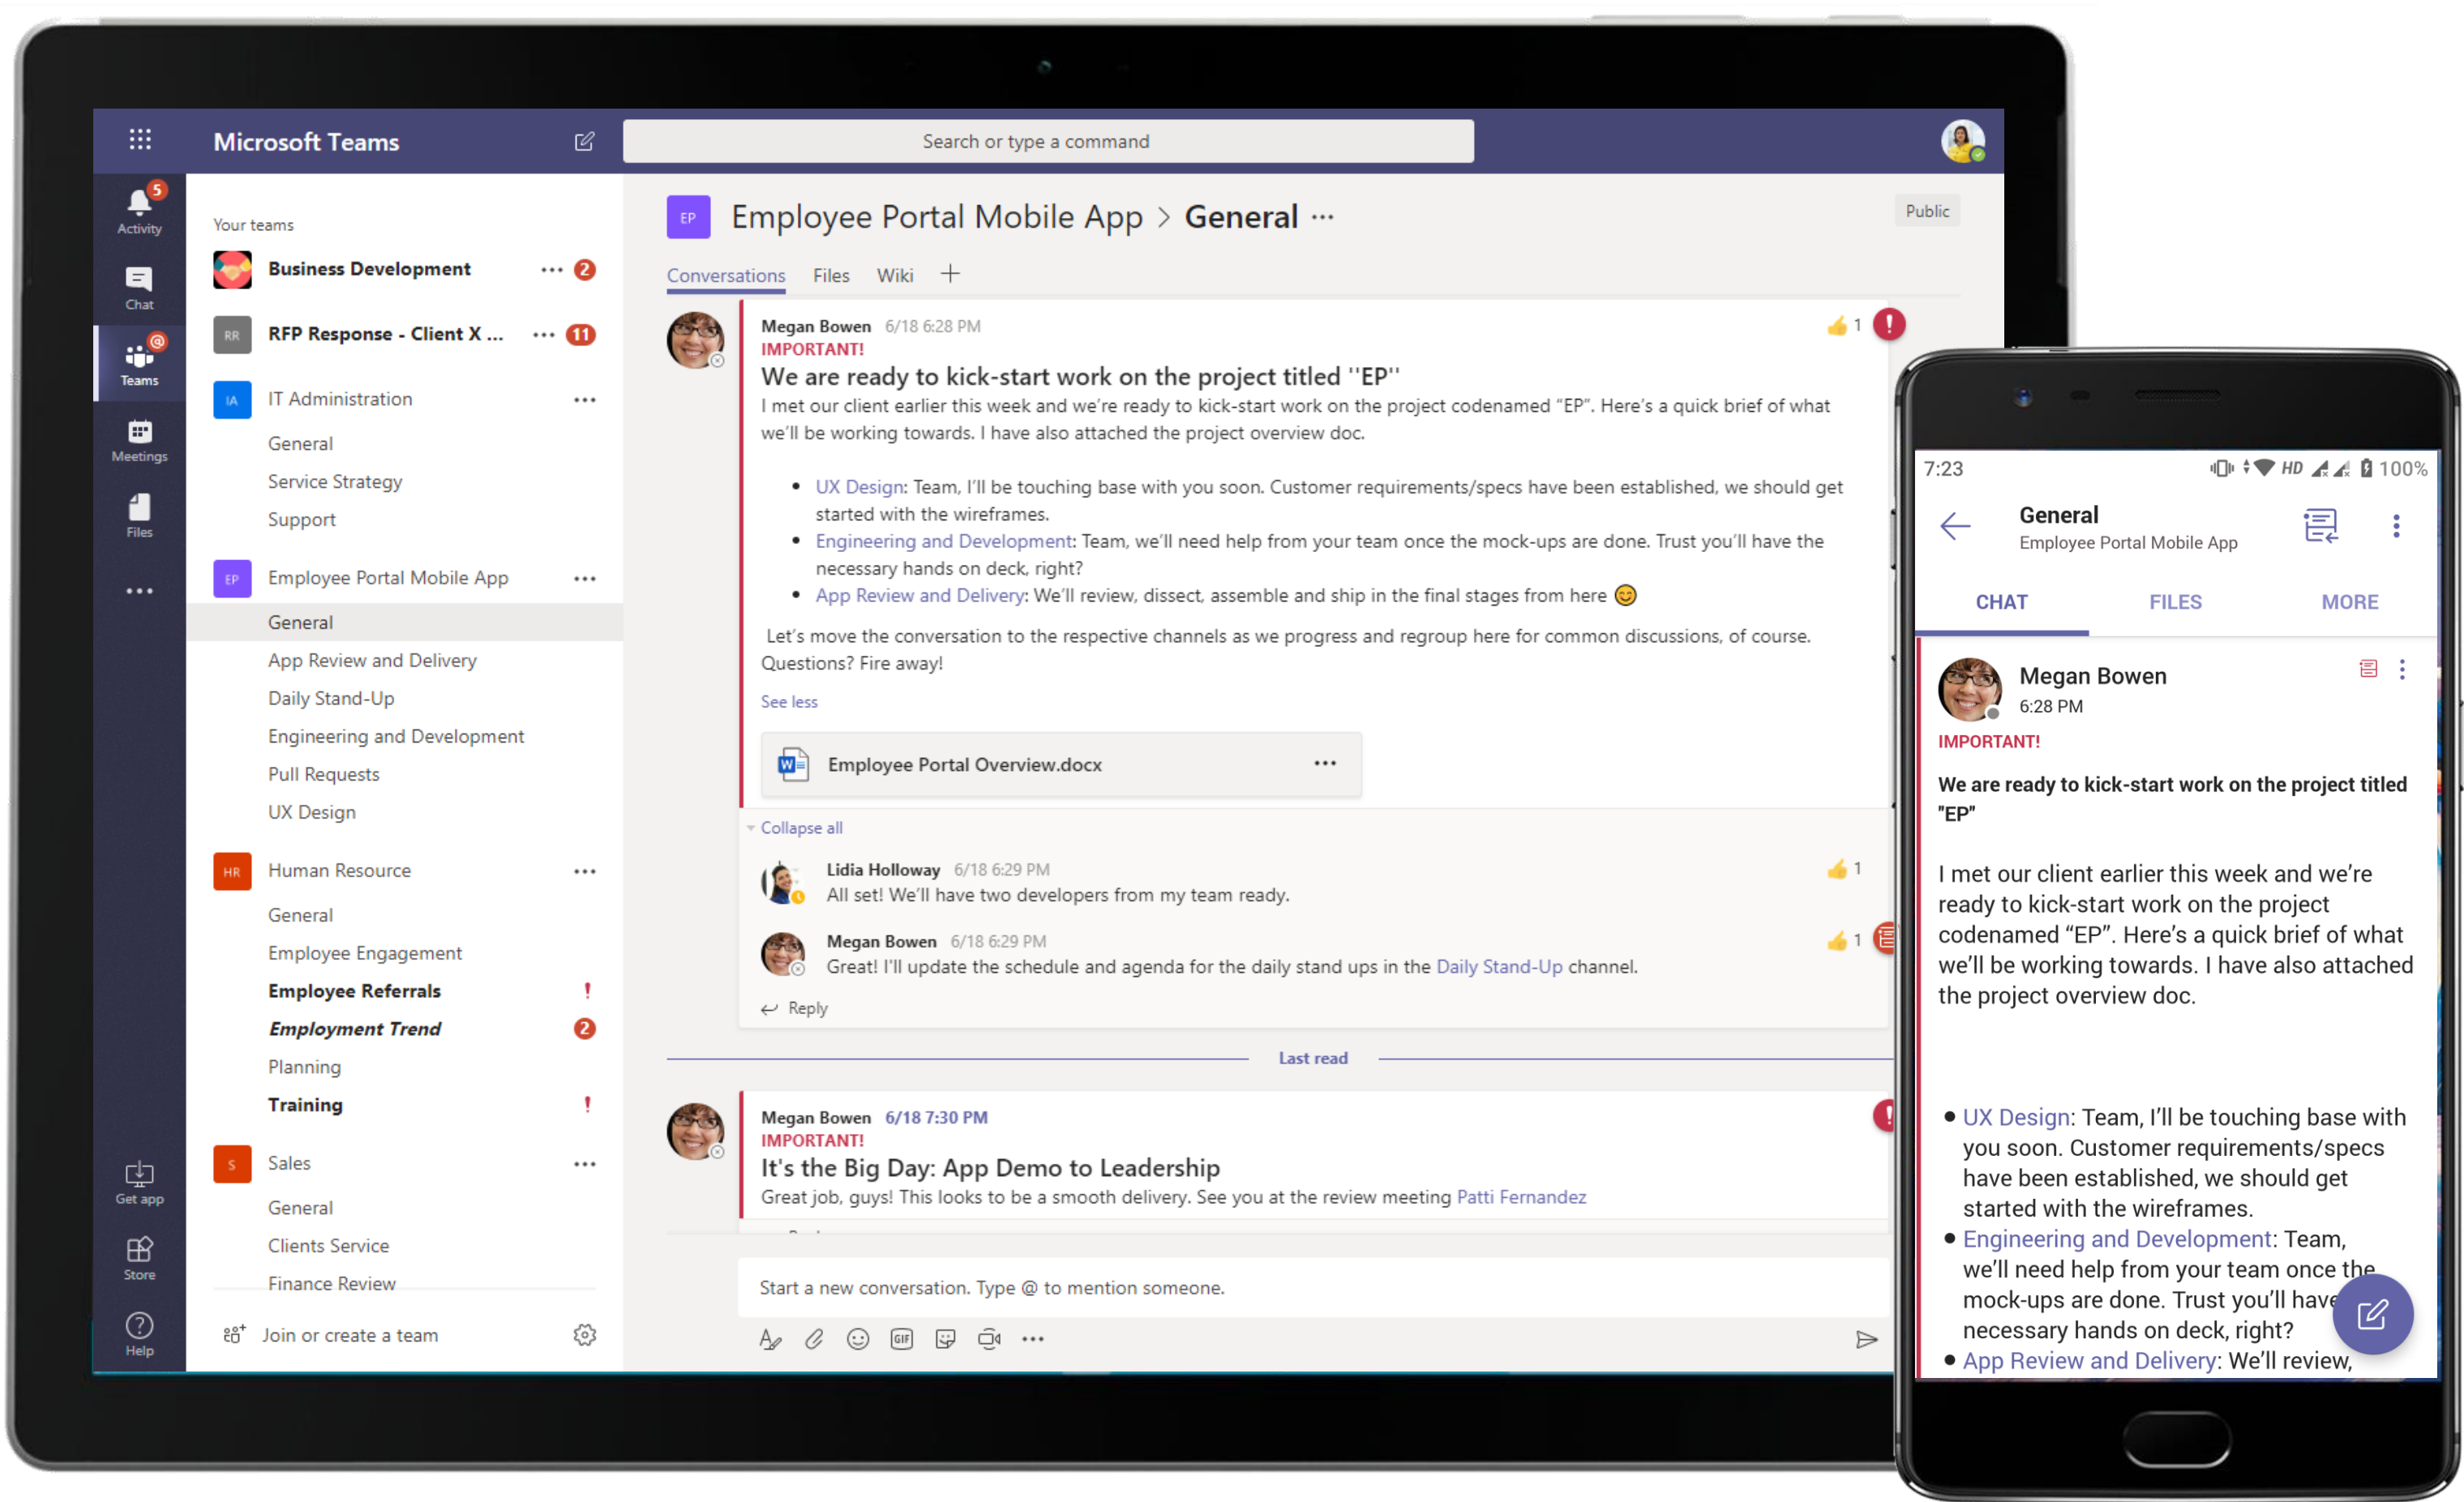 Microsoft Teams
Search or type a command
5
Activity
Chat
@
Teams
Meetings
Files
Get app
Store
Help
Your teams
Business Development 2
RR RFP Response - Client X ... 11
IA IT Administration
General
Service Strategy
Support
EP Employee Portal Mobile App
General
App Review and Delivery
Daily Stand-Up
Engineering and Development
Pull Requests
UX Design
HR Human Resource
General
Employee Engagement
Employee Referrals !
Employment Trend 2
Planning
Training !
S Sales
General
Clients Service
Finance Review
Join or create a team
EP Employee Portal Mobile App > General ...
Public
Conversations Files Wiki +
Megan Bowen 6/18 6:28 PM 1 !
IMPORTANT!
We are ready to kick-start work on the project titled ''EP''
I met our client earlier this week and we're ready to kick-start work on the project codenamed “EP”. Here's a quick brief of what
we'll be working towards. I have also attached the project overview doc.
• UX Design: Team, I'll be touching base with you soon. Customer requirements/specs have been established, we should get
started with the wireframes.
• Engineering and Development: Team, we'll need help from your team once the mock-ups are done. Trust you'll have the
necessary hands on deck, right?
• App Review and Delivery: We'll review, dissect, assemble and ship in the final stages from here 😊
Let's move the conversation to the respective channels as we progress and regroup here for common discussions, of course.
Questions? Fire away!
See less
W Employee Portal Overview.docx ...
Collapse all
Lidia Holloway 6/18 6:29 PM 1
All set! We'll have two developers from my team ready.
Megan Bowen 6/18 6:29 PM 1
Great! I'll update the schedule and agenda for the daily stand ups in the Daily Stand-Up channel.
Reply
Last read
Megan Bowen 6/18 7:30 PM !
IMPORTANT!
It's the Big Day: App Demo to Leadership
Great job, guys! This looks to be a smooth delivery. See you at the review meeting Patti Fernandez
Start a new conversation. Type @ to mention someone.
GIF
7:23 HD 100%
General
Employee Portal Mobile App
CHAT FILES MORE
Megan Bowen
6:28 PM
IMPORTANT!
We are ready to kick-start work on the project titled
"EP"
I met our client earlier this week and we're
ready to kick-start work on the project
codenamed “EP”. Here's a quick brief of what
we'll be working towards. I have also attached
the project overview doc.
• UX Design: Team, I'll be touching base with
you soon. Customer requirements/specs
have been established, we should get
started with the wireframes.
• Engineering and Development: Team,
we'll need help from your team once the
mock-ups are done. Trust you'll have
necessary hands on deck, right?
• App Review and Delivery: We'll review,